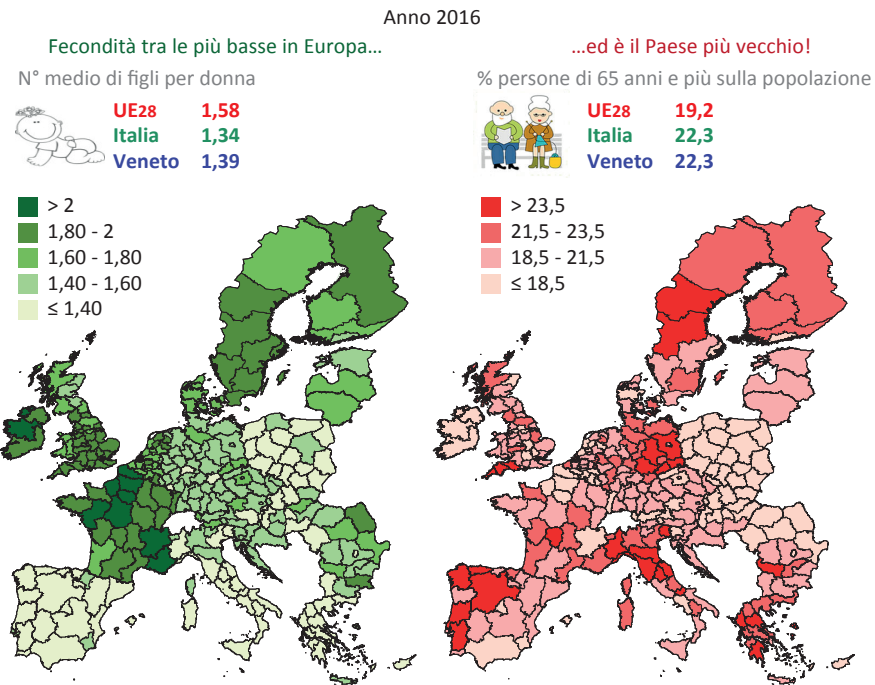 Anno 2016
Fecondità tra le più basse in Europa...
N° medio di figli per donna
UE28 1,58
Italia 1,34
Veneto 1,39
> 2
1,80 - 2
1,60 - 1,80
1,40 - 1,60
≤ 1,40
...ed è il Paese più vecchio!
% persone di 65 anni e più sulla popolazione
UE28 19,2
Italia 22,3
Veneto 22,3
> 23,5
21,5 - 23,5
18,5 - 21,5
≤ 18,5